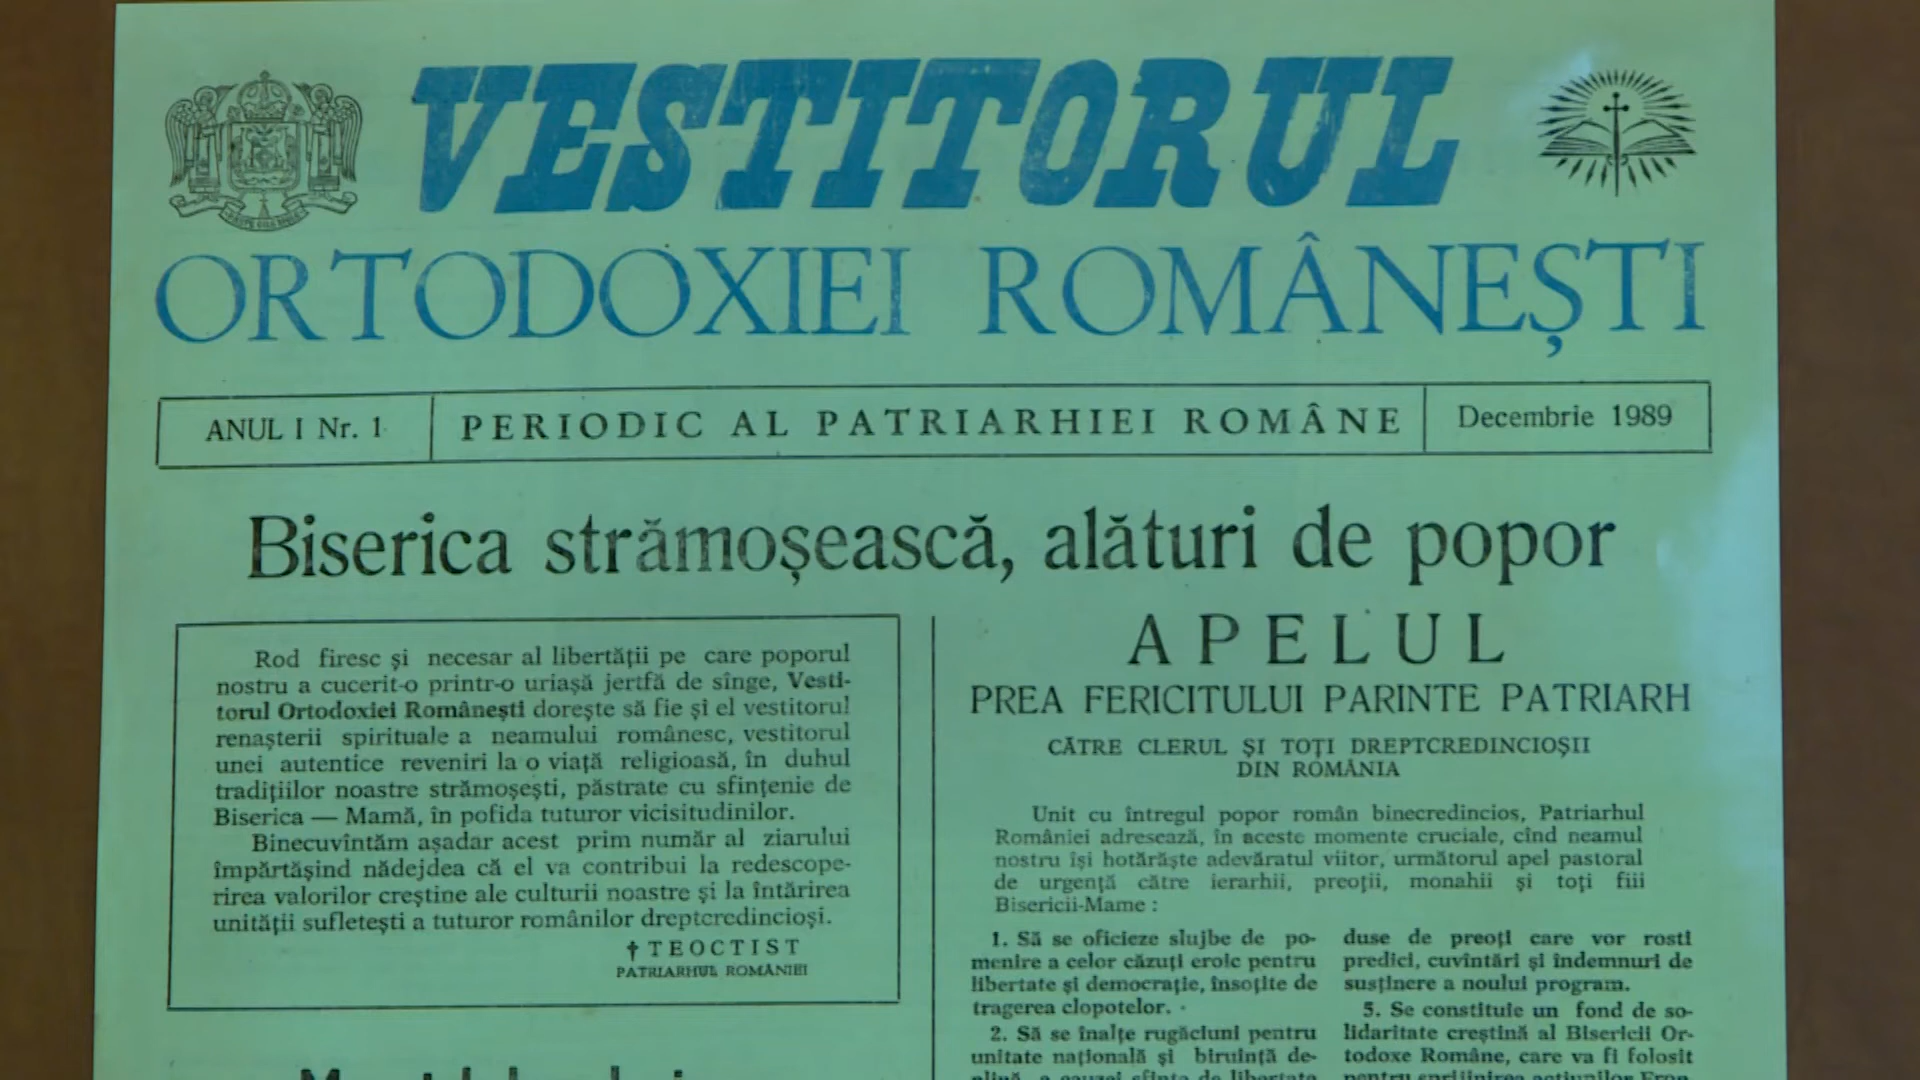 VESTITORUL
ORTODOXIEI ROMÂNEȘTI
ANUL I Nr. 1
PERIODIC AL PATRIARHIEI ROMÂNE
Decembrie 1989
Biserica strămoșească, alături de popor
Rod firesc și necesar al libertății pe care poporul
nostru a cucerit-o printr-o uriașă jertfă de sînge, Vesti-
torul Ortodoxiei Românești dorește să fie și el vestitorul
renașterii spirituale a neamului românesc, vestitorul
unei autentice reveniri la o viață religioasă, în duhul
tradițiilor noastre strămoșești, păstrate cu sfințenie de
Biserica — Mamă, în pofida tuturor vicisitudinilor.
Binecuvîntăm așadar acest prim număr al ziarului
împărtășind nădejdea că el va contribui la redescope-
rirea valorilor creștine ale culturii noastre și la întărirea
unității sufletești a tuturor românilor dreptcredincioși.
† TEOCTIST
PATRIARHUL ROMÂNIEI
APELUL
PREA FERICITULUI PARINTE PATRIARH
CĂTRE CLERUL ȘI TOȚI DREPTCREDINCIOȘII
DIN ROMÂNIA
Unit cu întregul popor român binecredincios, Patriarhul
României adresează, în aceste momente cruciale, cînd neamul
nostru își hotărăște adevăratul viitor, următorul apel pastoral
de urgență către ierarhii, preoții, monahii și toți fiii
Bisericii-Mame :
1. Să se oficieze slujbe de po-
menire a celor căzuți eroic pentru
libertate și democrație, însoțite de
tragerea clopotelor.
2. Să se înalțe rugăciuni pentru
unitate națională și biruință de-
plină a cauzei sfinte de libertate
duse de preoți care vor rosti
predici, cuvîntări și îndemnuri de
susținere a noului program.
5. Se constituie un fond de so-
lidaritate creștină al Bisericii Or-
todoxe Române, care va fi folosit
pentru sprijinirea acțiunilor